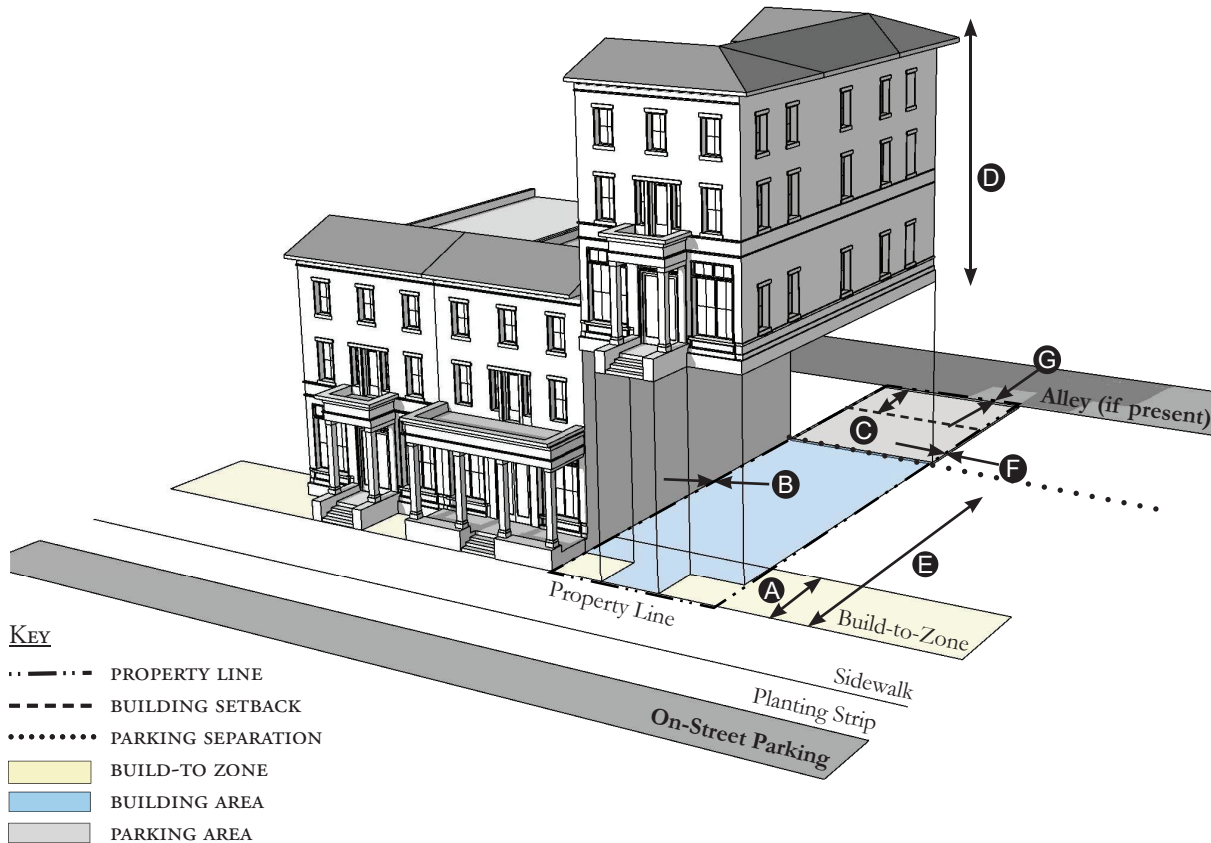 D
G
Alley (if present)
C
F
B
E
A
Property Line
Build-to-Zone
Sidewalk
Planting Strip
On-Street Parking
KEY
PROPERTY LINE
BUILDING SETBACK
PARKING SEPARATION
BUILD-TO ZONE
BUILDING AREA
PARKING AREA